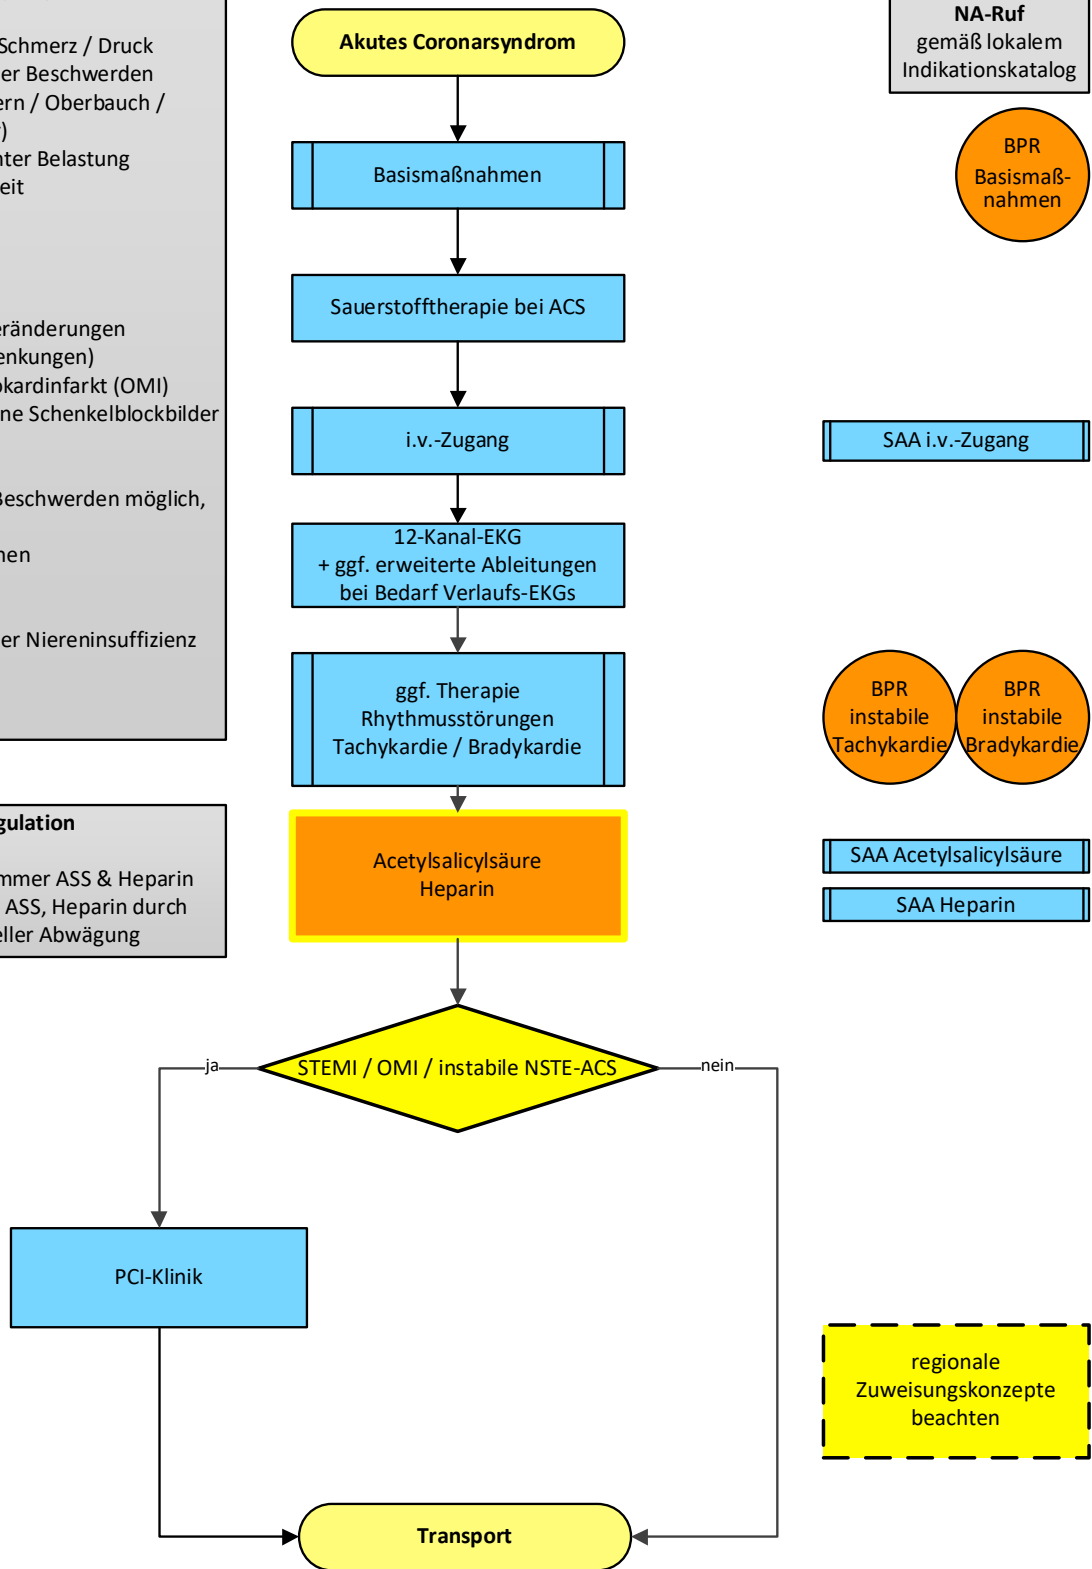 Schmerz / Druck
er Beschwerden
ern / Oberbauch /
)
nter Belastung
eit
eränderungen
enkungen)
okardinfarkt (OMI)
ne Schenkelblockbilder
Beschwerden möglich,
nen
er Niereninsuffizienz
gulation
mmer ASS & Heparin
ASS, Heparin durch
eller Abwägung
Akutes Coronarsyndrom
Basismaßnahmen
Sauerstofftherapie bei ACS
i.v.-Zugang
12-Kanal-EKG
+ ggf. erweiterte Ableitungen
bei Bedarf Verlaufs-EKGs
ggf. Therapie
Rhythmusstörungen
Tachykardie / Bradykardie
Acetylsalicylsäure
Heparin
STEMI / OMI / instabile NSTE-ACS
ja
nein
PCI-Klinik
Transport
NA-Ruf
gemäß lokalem
Indikationskatalog
BPR
Basismaß-
nahmen
SAA i.v.-Zugang
BPR
instabile
Tachykardie
BPR
instabile
Bradykardie
SAA Acetylsalicylsäure
SAA Heparin
regionale
Zuweisungskonzepte
beachten